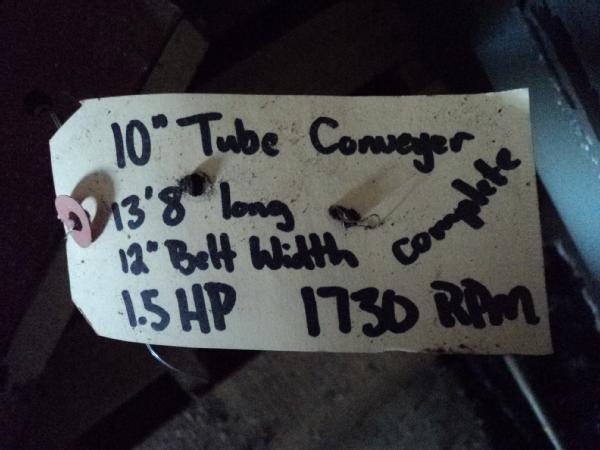 10" Tube Conveyer
13'8 long
12" Belt Width
complete
1.5 HP 1730 RPM